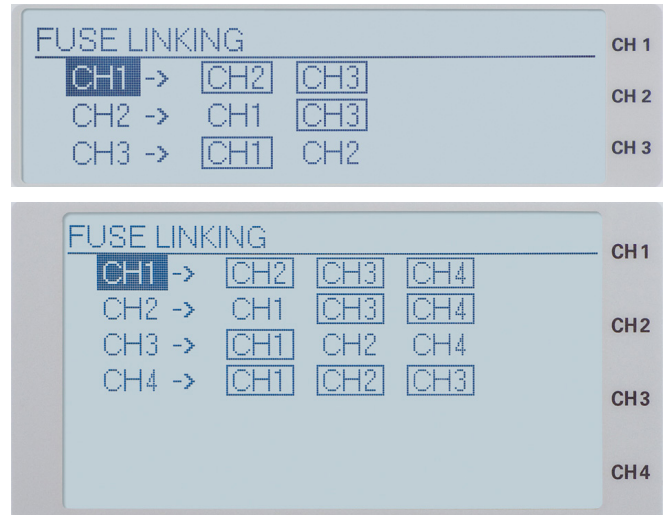 FUSE LINKING
CH1 -> CH2 CH3
CH2 -> CH1 CH3
CH3 -> CH1 CH2
CH 1
CH 2
CH 3
FUSE LINKING
CH1 -> CH2 CH3 CH4
CH2 -> CH1 CH3 CH4
CH3 -> CH1 CH2 CH4
CH4 -> CH1 CH2 CH3
CH1
CH2
CH3
CH4